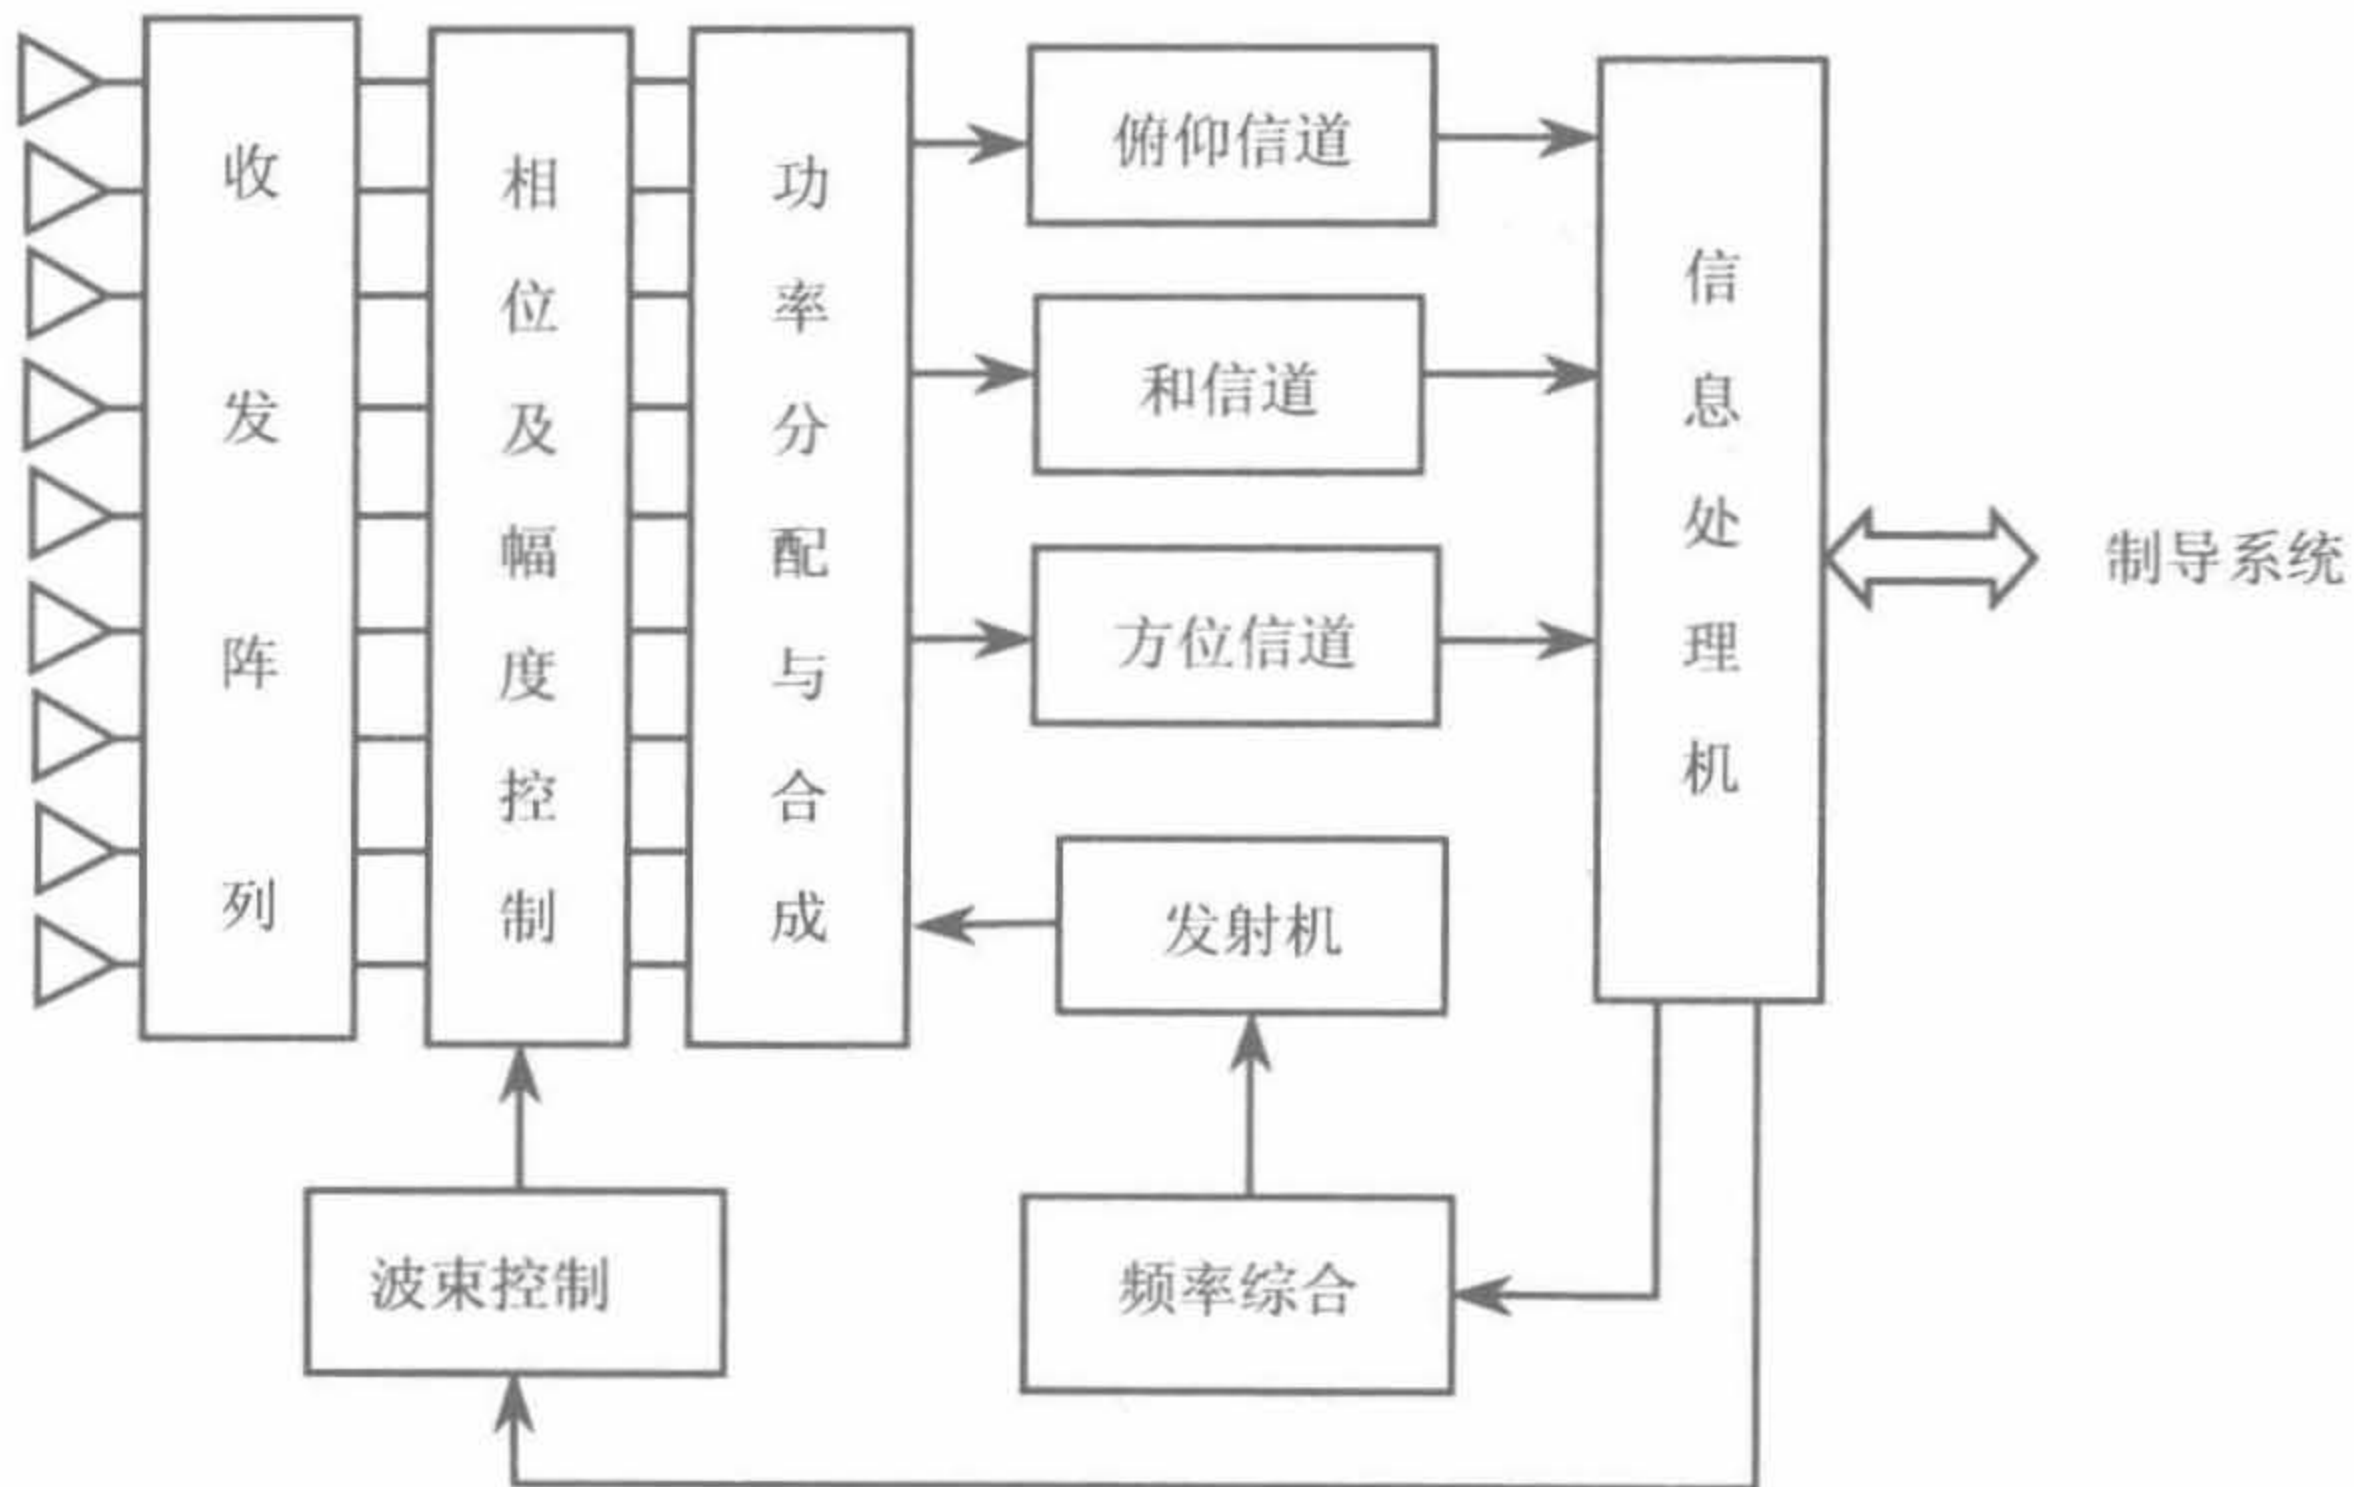 收发阵列
相位及幅度控制
功率分配与合成
俯仰信道
和信道
方位信道
发射机
信息处理机
制导系统
波束控制
频率综合